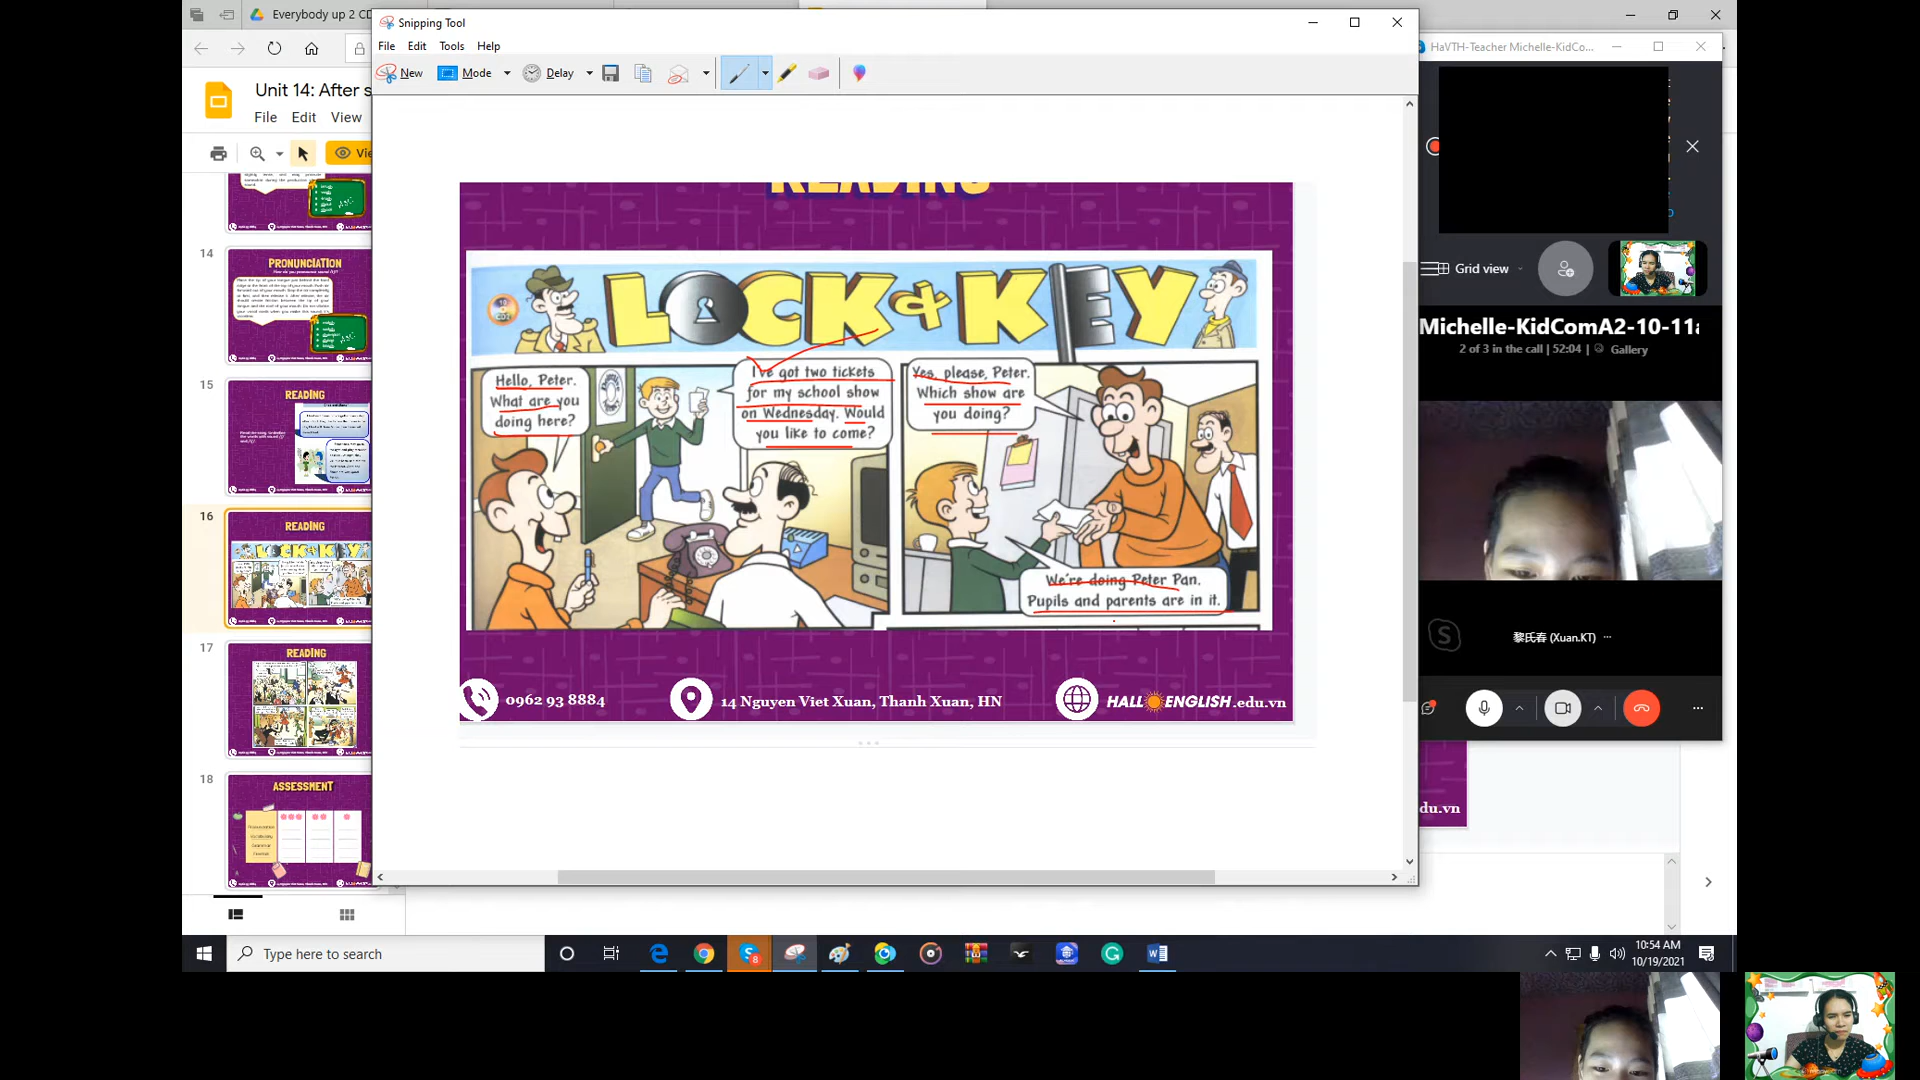 Everybody up 2 CD
Snipping Tool
File Edit Tools Help
New Mode Delay
HaVTH-Teacher Michelle-KidCo...
Unit 14: After s
File Edit View
14
PRONUNCIATION
15
READING
16
READING
LOCK & KEY
17
READING
18
ASSESSMENT
READING
LOCK & KEY
Hello, Peter.
What are you
doing here?
I've got two tickets
for my school show
on Wednesday. Would
you like to come?
Yes, please, Peter.
Which show are
you doing?
We're doing Peter Pan.
Pupils and parents are in it.
0962 93 8884
14 Nguyen Viet Xuan, Thanh Xuan, HN
HALLO ENGLISH.edu.vn
Grid view
Michelle-KidComA2-10-11a
2 of 3 in the call | 52:04 | Gallery
黎氏春 (Xuan.KT) ···
du.vn
Type here to search
10:54 AM
10/19/2021